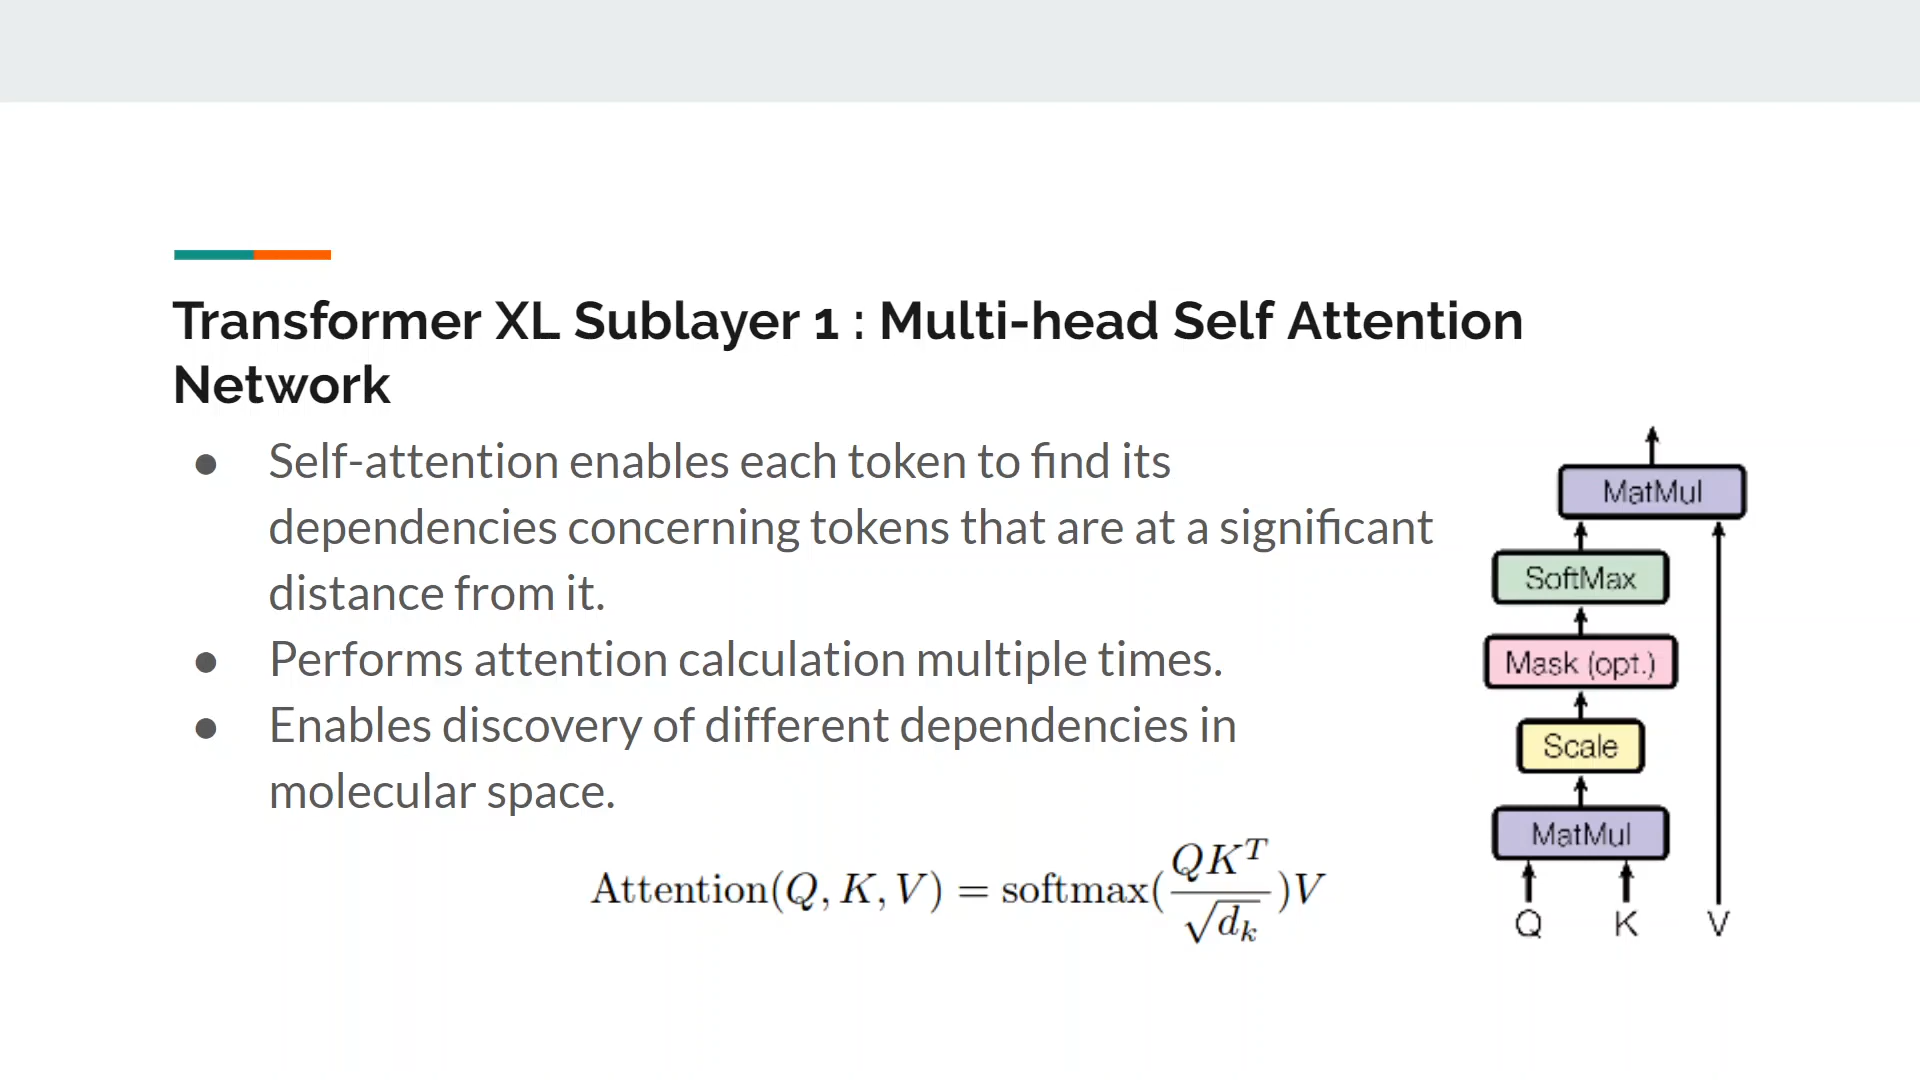 Transformer XL Sublayer 1 : Multi-head Self Attention
Network
● Self-attention enables each token to find its
dependencies concerning tokens that are at a significant
distance from it.
● Performs attention calculation multiple times.
● Enables discovery of different dependencies in
molecular space.
Attention(Q, K, V) = softmax(QK^T / √d_k)V
MatMul
SoftMax
Mask (opt.)
Scale
MatMul
Q K V